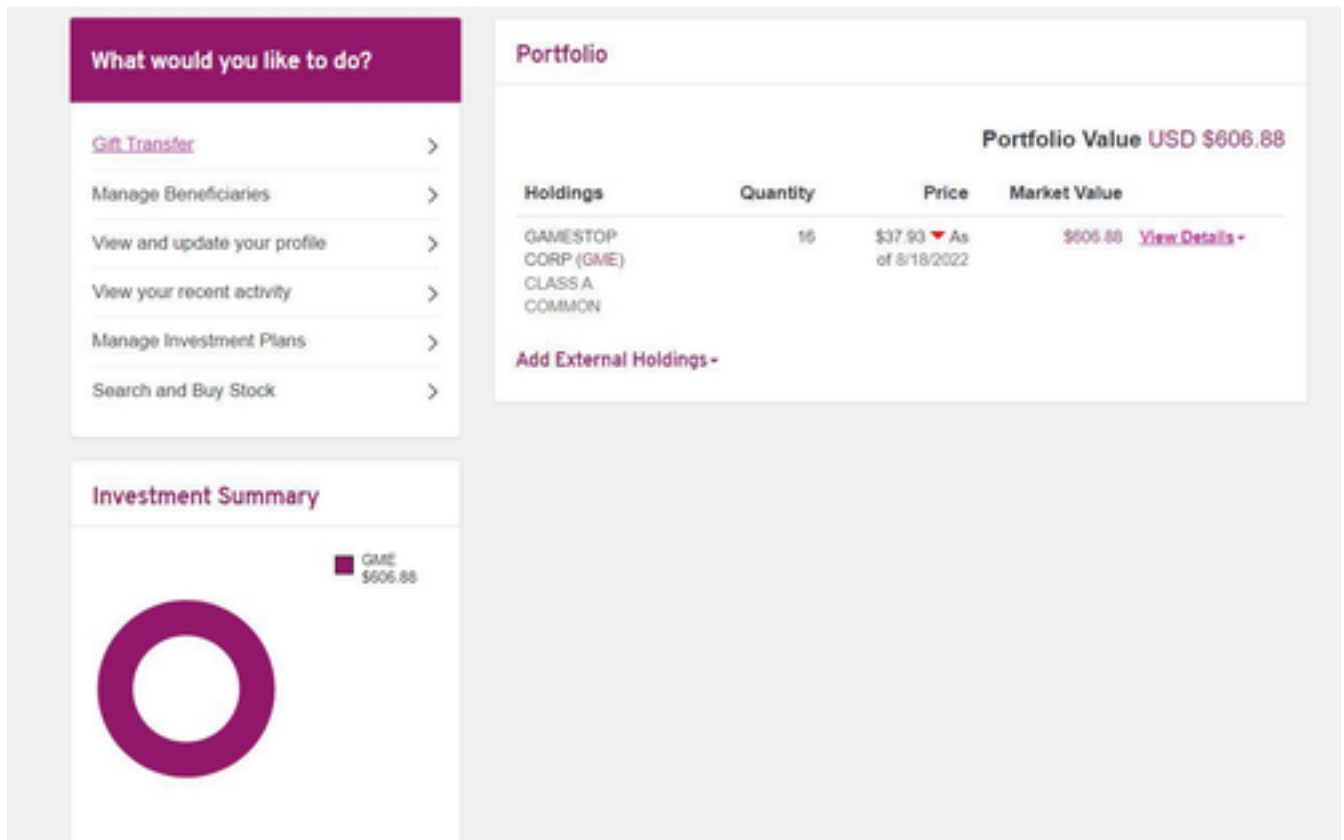 What would you like to do?
Gift Transfer
Manage Beneficiaries
View and update your profile
View your recent activity
Manage Investment Plans
Search and Buy Stock
Portfolio
Portfolio Value USD $606.88
Holdings Quantity Price Market Value
GAMESTOP 16 $37.93 As $606.88 View Details
CORP (GME) of 8/18/2022
CLASS A
COMMON
Add External Holdings
Investment Summary
GME
$606.88